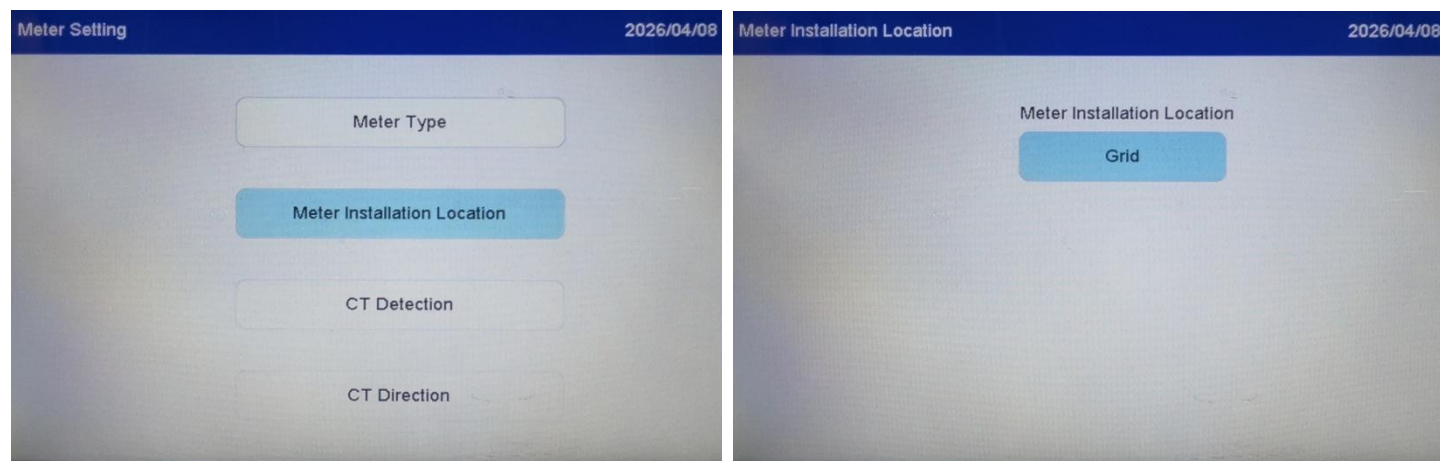 Meter Setting 2026/04/08
Meter Type
Meter Installation Location
CT Detection
CT Direction
Meter Installation Location 2026/04/08
Meter Installation Location
Grid